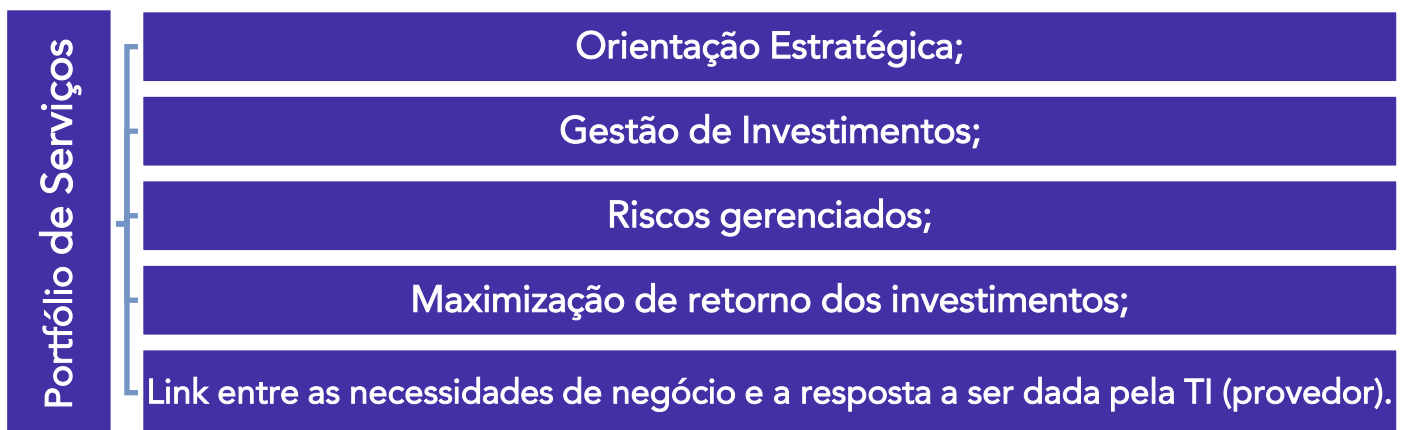 Portfólio de Serviços
Orientação Estratégica;
Gestão de Investimentos;
Riscos gerenciados;
Maximização de retorno dos investimentos;
Link entre as necessidades de negócio e a resposta a ser dada pela TI (provedor).